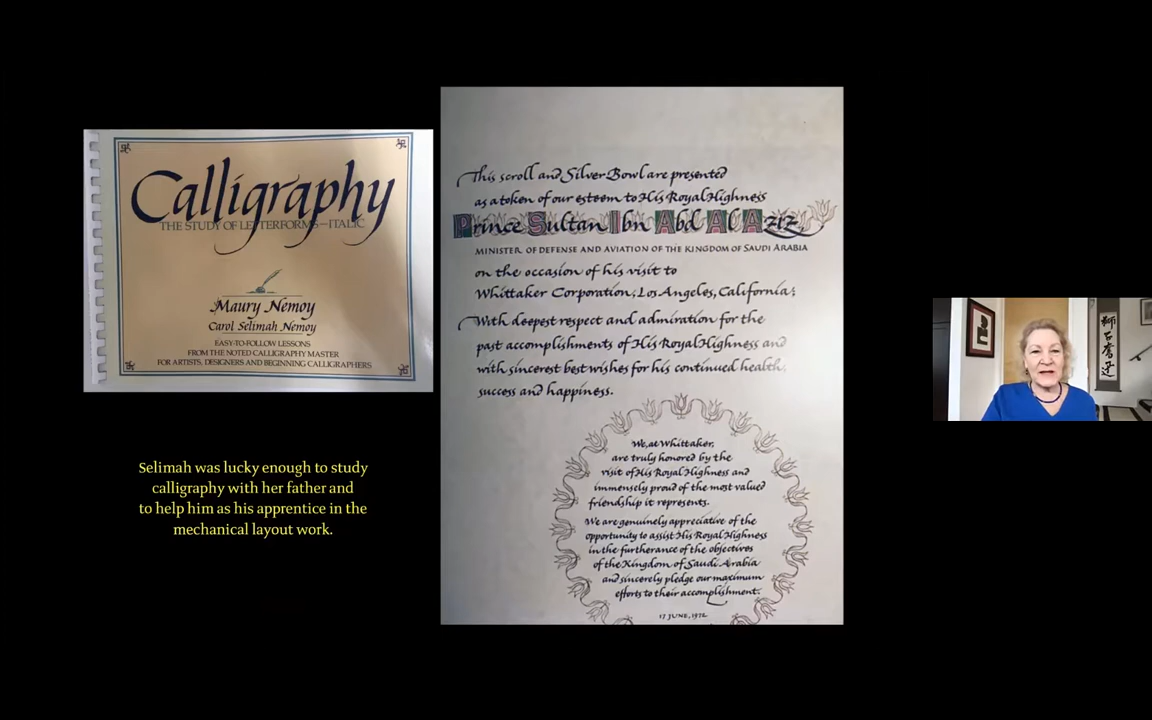 Calligraphy
THE STUDY OF LETTERFORMS—ITALIC
Maury Nemoy
Carol Selimah Nemoy
EASY-TO-FOLLOW LESSONS
FROM THE NOTED CALLIGRAPHY MASTER
FOR ARTISTS, DESIGNERS AND BEGINNING CALLIGRAPHERS
Selimah was lucky enough to study
calligraphy with her father and
to help him as his apprentice in the
mechanical layout work.
This scroll and Silver Bowl are presented
as a token of our esteem to His Royal Highness
Prince Sultan Ibn Abd Al Aziz,
MINISTER OF DEFENSE AND AVIATION OF THE KINGDOM OF SAUDI ARABIA
on the occasion of his visit to
Whittaker Corporation, Los Angeles, California;
With deepest respect and admiration for the
past accomplishments of His Royal Highness and
with sincerest best wishes for his continued health,
success and happiness.
We, at Whittaker,
are truly honored by the
visit of His Royal Highness and
immensely proud of the most valued
friendship it represents.
We are genuinely appreciative of the
opportunity to assist His Royal Highness
in the furtherance of the objectives
of the Kingdom of Saudi Arabia
and sincerely pledge our maximum
efforts to their accomplishment.
17 JUNE, 1972